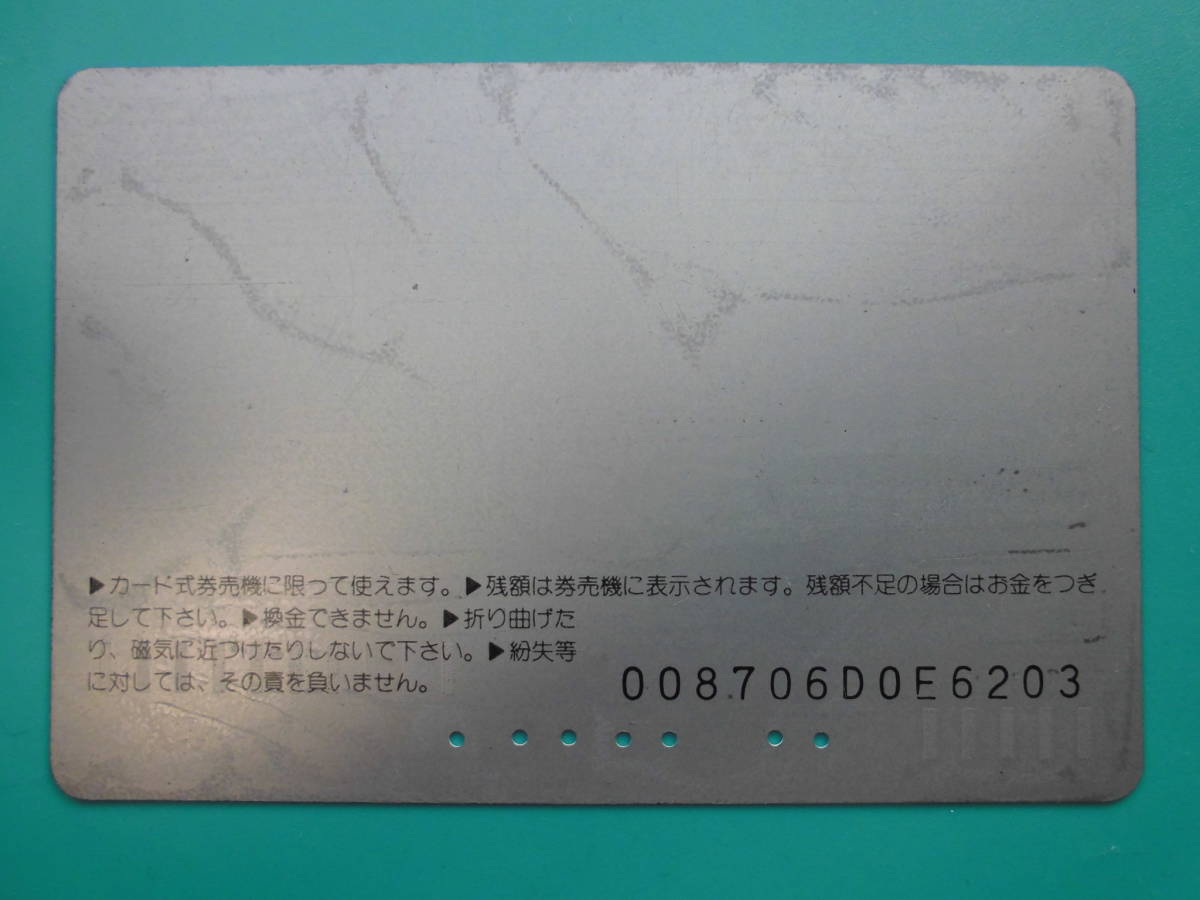 ▶カード式券売機に限って使えます。▶残額は券売機に表示されます。残額不足の場合はお金をつぎ
足して下さい。▶換金できません。▶折り曲げた
り、磁気に近づけたりしないで下さい。▶紛失等
に対しては、その責を負いません。
008706D0E6203